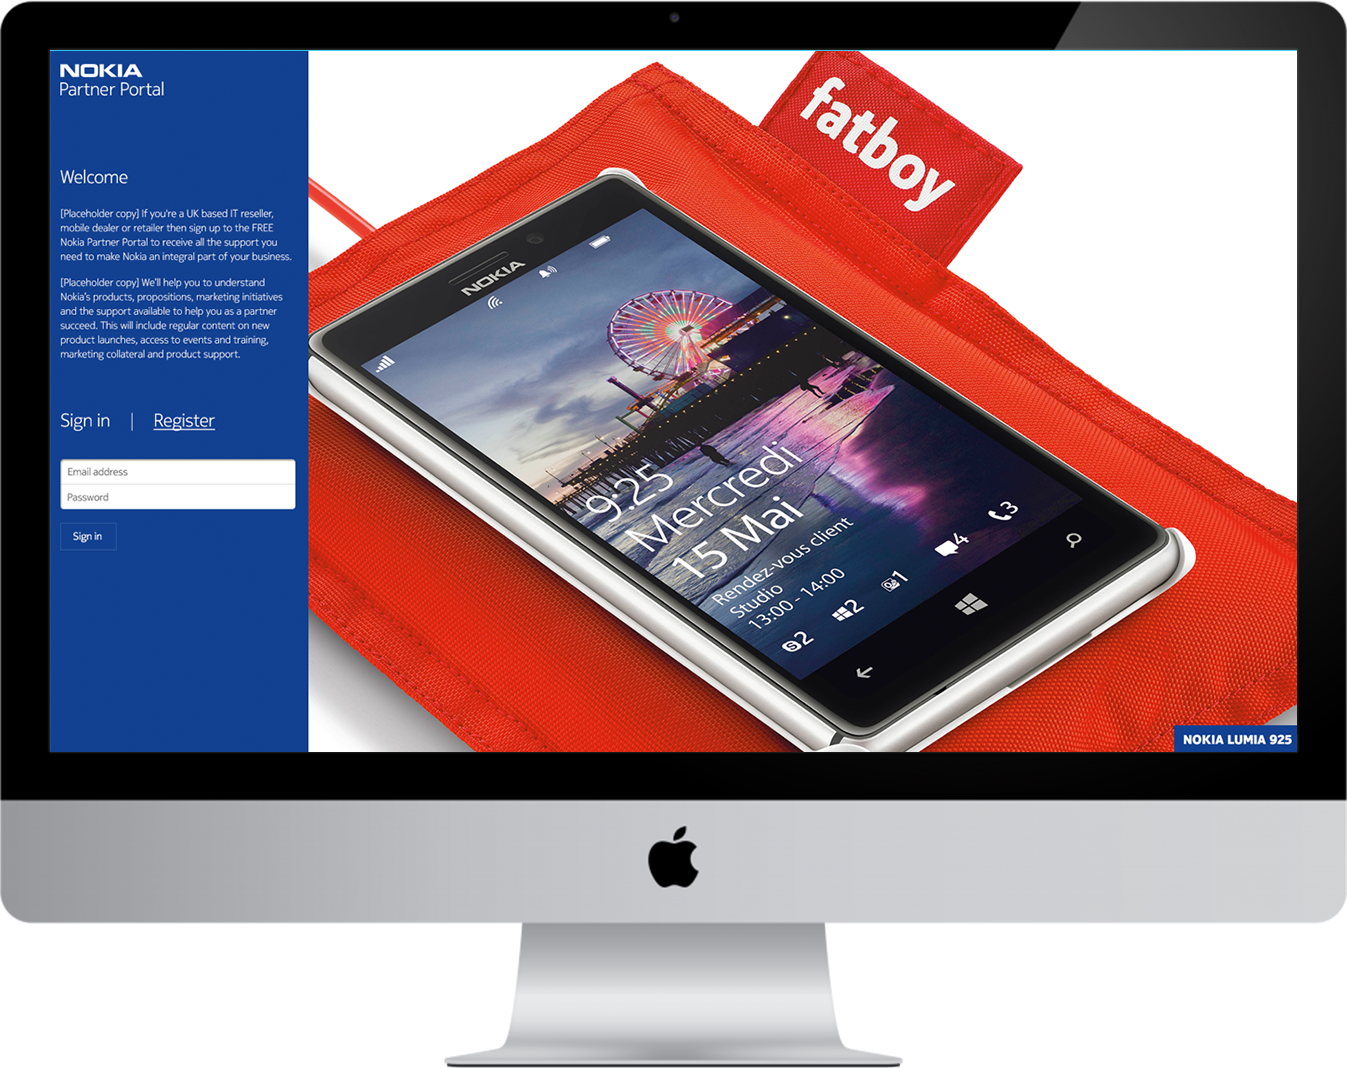 NOKIA
Partner Portal
Welcome
[Placeholder copy] If you're a UK based IT reseller,
mobile dealer or retailer then sign up to the FREE
Nokia Partner Portal to receive all the support you
need to make Nokia an integral part of your business.
[Placeholder copy] We'll help you to understand
Nokia's products, propositions, marketing initiatives
and the support available to help you as a partner
succeed. This will include regular content on new
product launches, access to events and training,
marketing collateral and product support.
Sign in | Register
Email address
Password
Sign in
fatboy
NOKIA
9:25
Mercredi
15 Mai
Rendez-vous client
Studio
13:00 - 14:00
2 2 1 4 3
NOKIA LUMIA 925